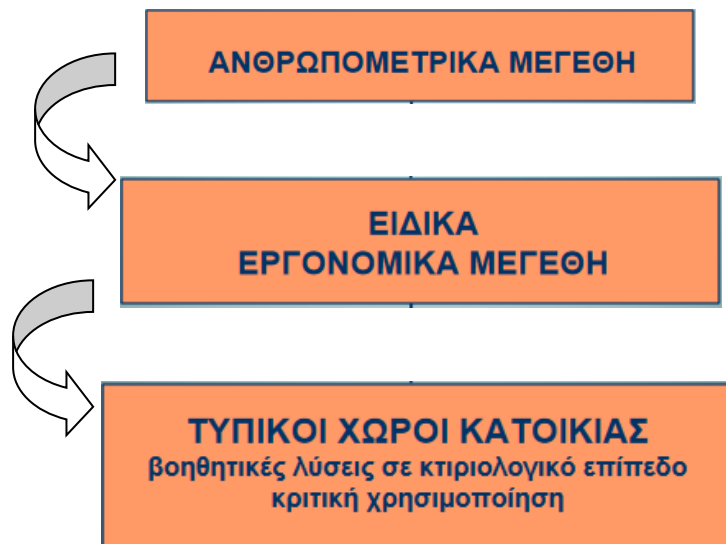 ΑΝΘΡΩΠΟΜΕΤΡΙΚΑ ΜΕΓΕΘΗ
ΕΙΔΙΚΑ
ΕΡΓΟΝΟΜΙΚΑ ΜΕΓΕΘΗ
ΤΥΠΙΚΟΙ ΧΩΡΟΙ ΚΑΤΟΙΚΙΑΣ
βοηθητικές λύσεις σε κτιριολογικό επίπεδο
κριτική χρησιμοποίηση